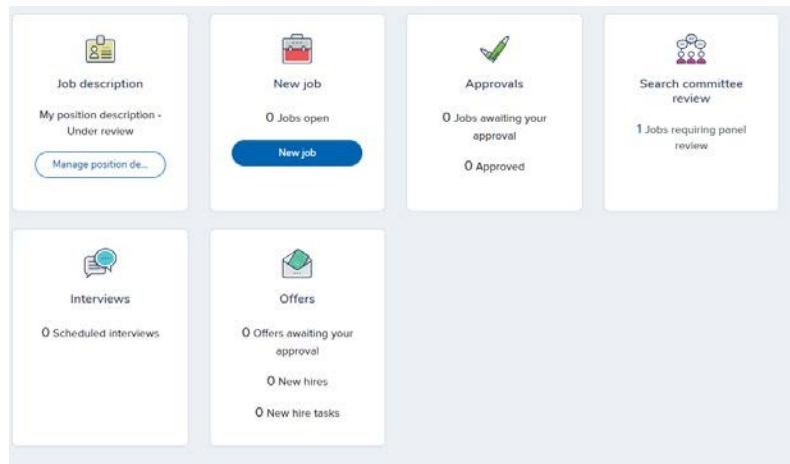 Job description
My position description -
Under review
Manage position de...
New job
0 Jobs open
New job
Approvals
0 Jobs awaiting your
approval
0 Approved
Search committee
review
1 Jobs requiring panel
review
Interviews
0 Scheduled interviews
Offers
0 Offers awaiting your
approval
0 New hires
0 New hire tasks